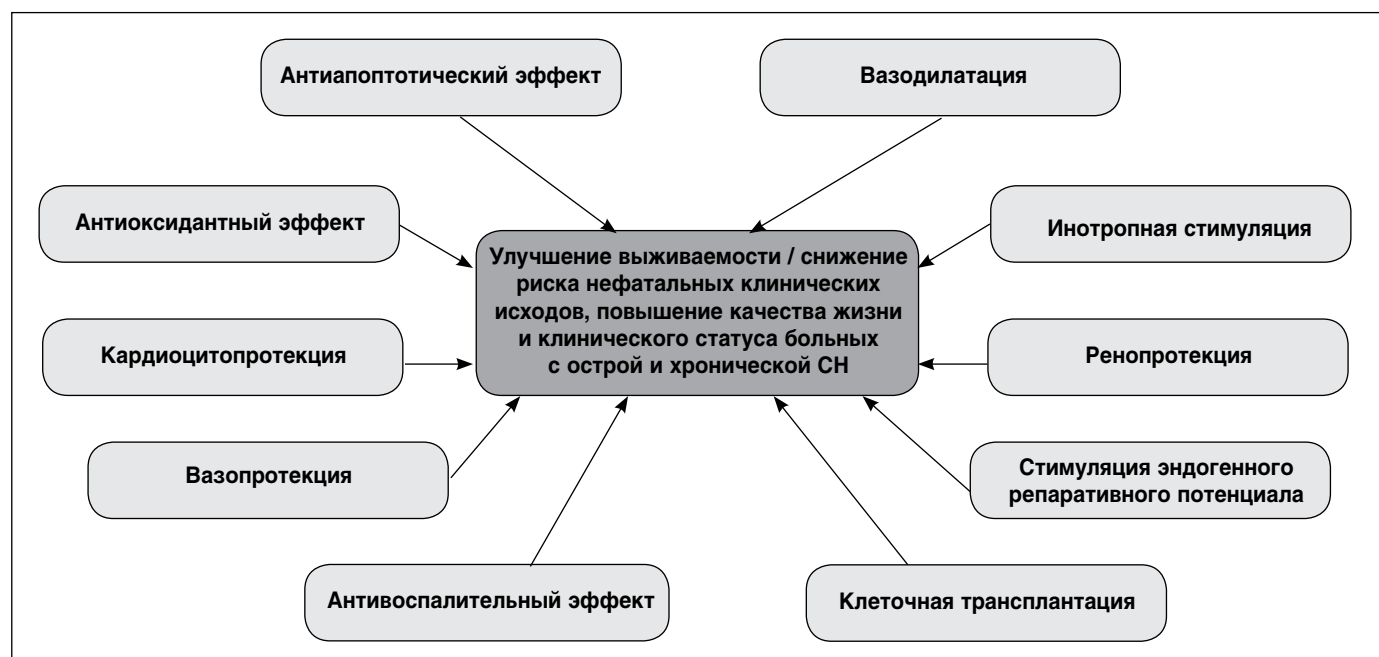 Антиапоптотический эффект
Вазодилатация
Антиоксидантный эффект
Инотропная стимуляция
Улучшение выживаемости / снижение
риска нефатальных клинических
исходов, повышение качества жизни
и клинического статуса больных
с острой и хронической СН
Кардиоцитопротекция
Ренопротекция
Вазопротекция
Стимуляция эндогенного
репаративного потенциала
Антивоспалительный эффект
Клеточная трансплантация